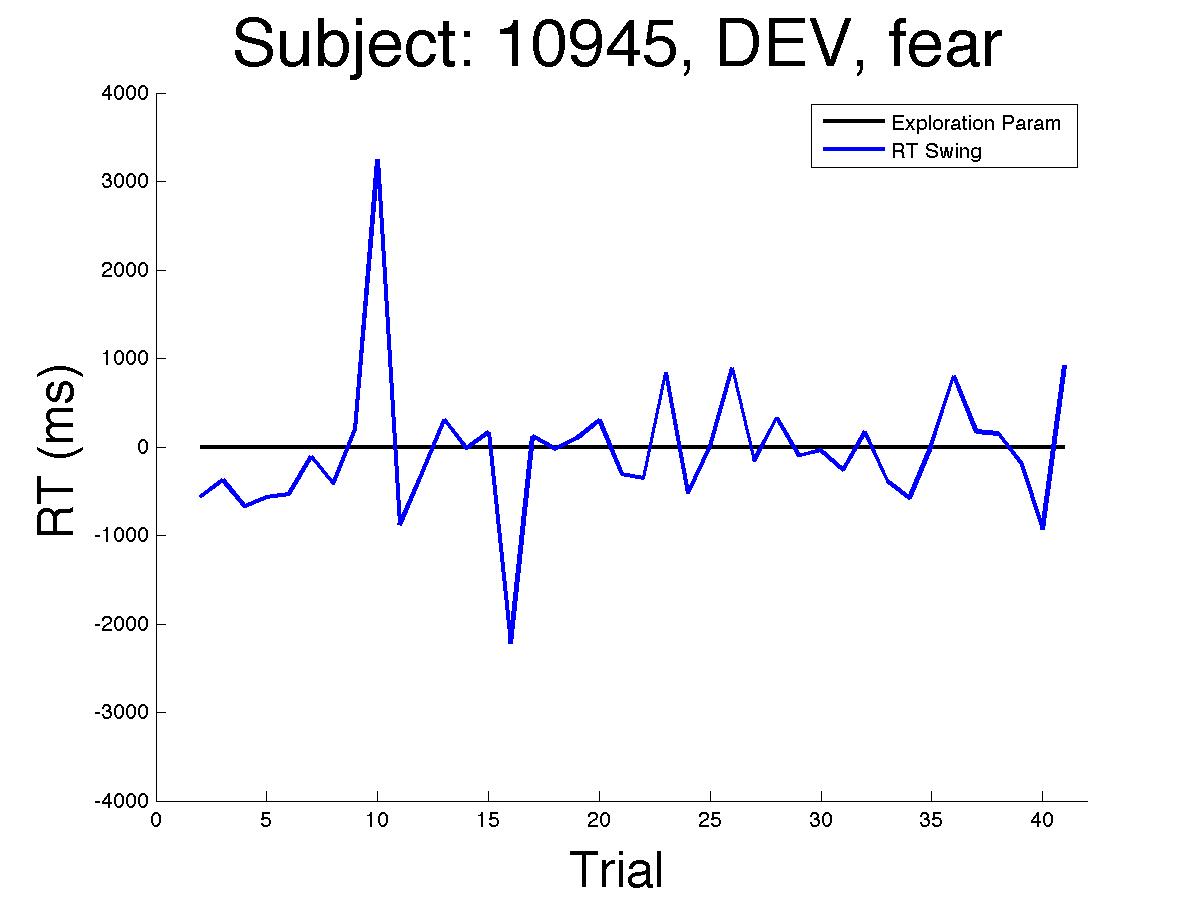 Subject: 10945, DEV, fear
4000
3000
2000
1000
0
-1000
-2000
-3000
-4000
RT (ms)
Exploration Param
RT Swing
0 5 10 15 20 25 30 35 40
Trial